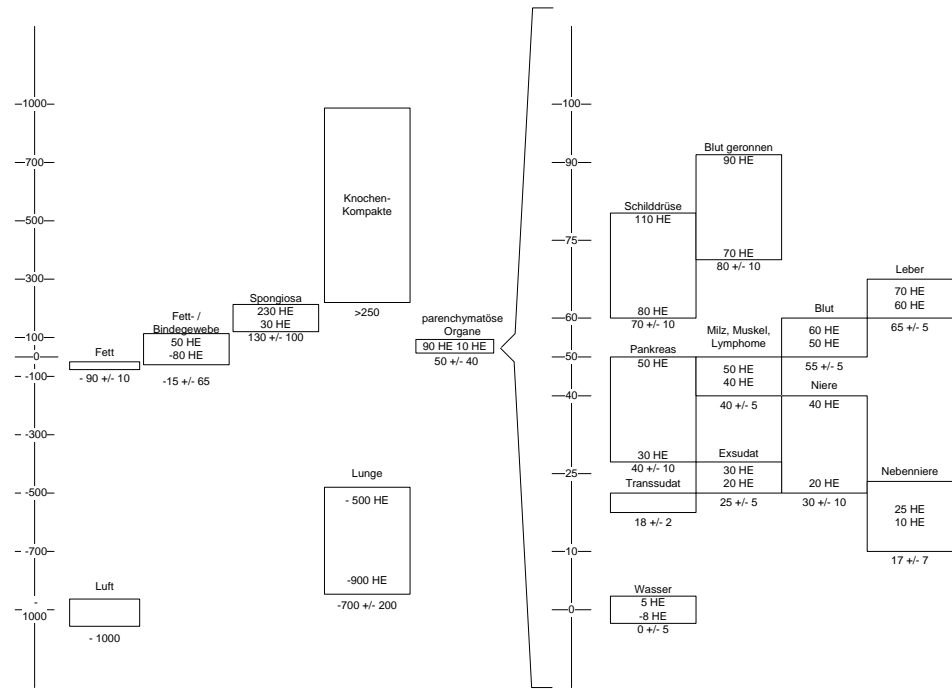 1000
700
500
300
100
0
-100
-300
-500
-700
-
1000
Fett
- 90 +/- 10
Luft
- 1000
Fett- /
Bindegewebe
50 HE
-80 HE
-15 +/- 65
Spongiosa
230 HE
30 HE
130 +/- 100
Knochen-
Kompakte
>250
Lunge
- 500 HE
-900 HE
-700 +/- 200
parenchymatöse
Organe
90 HE 10 HE
50 +/- 40
100
90
75
60
50
40
25
10
0
Schilddrüse
110 HE
80 HE
70 +/- 10
Pankreas
50 HE
30 HE
40 +/- 10
Transsudat
18 +/- 2
Wasser
5 HE
-8 HE
0 +/- 5
Blut geronnen
90 HE
70 HE
80 +/- 10
Milz, Muskel,
Lymphome
50 HE
40 HE
40 +/- 5
Exsudat
30 HE
20 HE
25 +/- 5
Blut
60 HE
50 HE
55 +/- 5
Niere
40 HE
20 HE
30 +/- 10
Leber
70 HE
60 HE
65 +/- 5
Nebenniere
25 HE
10 HE
17 +/- 7